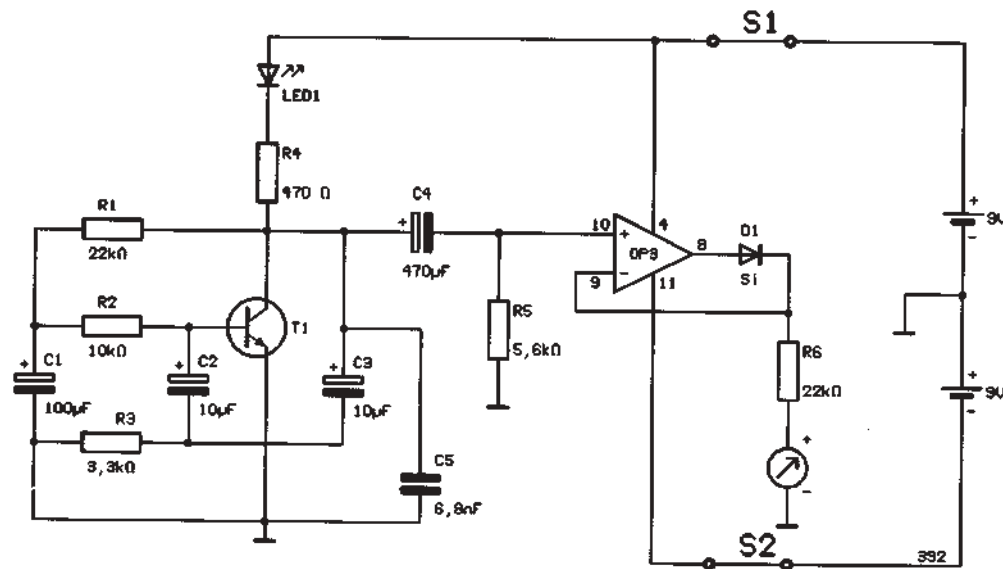 S1
LED1
R4
470 Ω
R1
22kΩ
C4
470µF
10
+
4
OP3
8
D1
Si
9
-
11
+
9V
-
R2
10kΩ
T1
R5
5,6kΩ
C1
100µF
C2
10µF
C3
10µF
R6
22kΩ
+
9V
-
R3
3,3kΩ
C5
6,8nF
+
-
S2
392